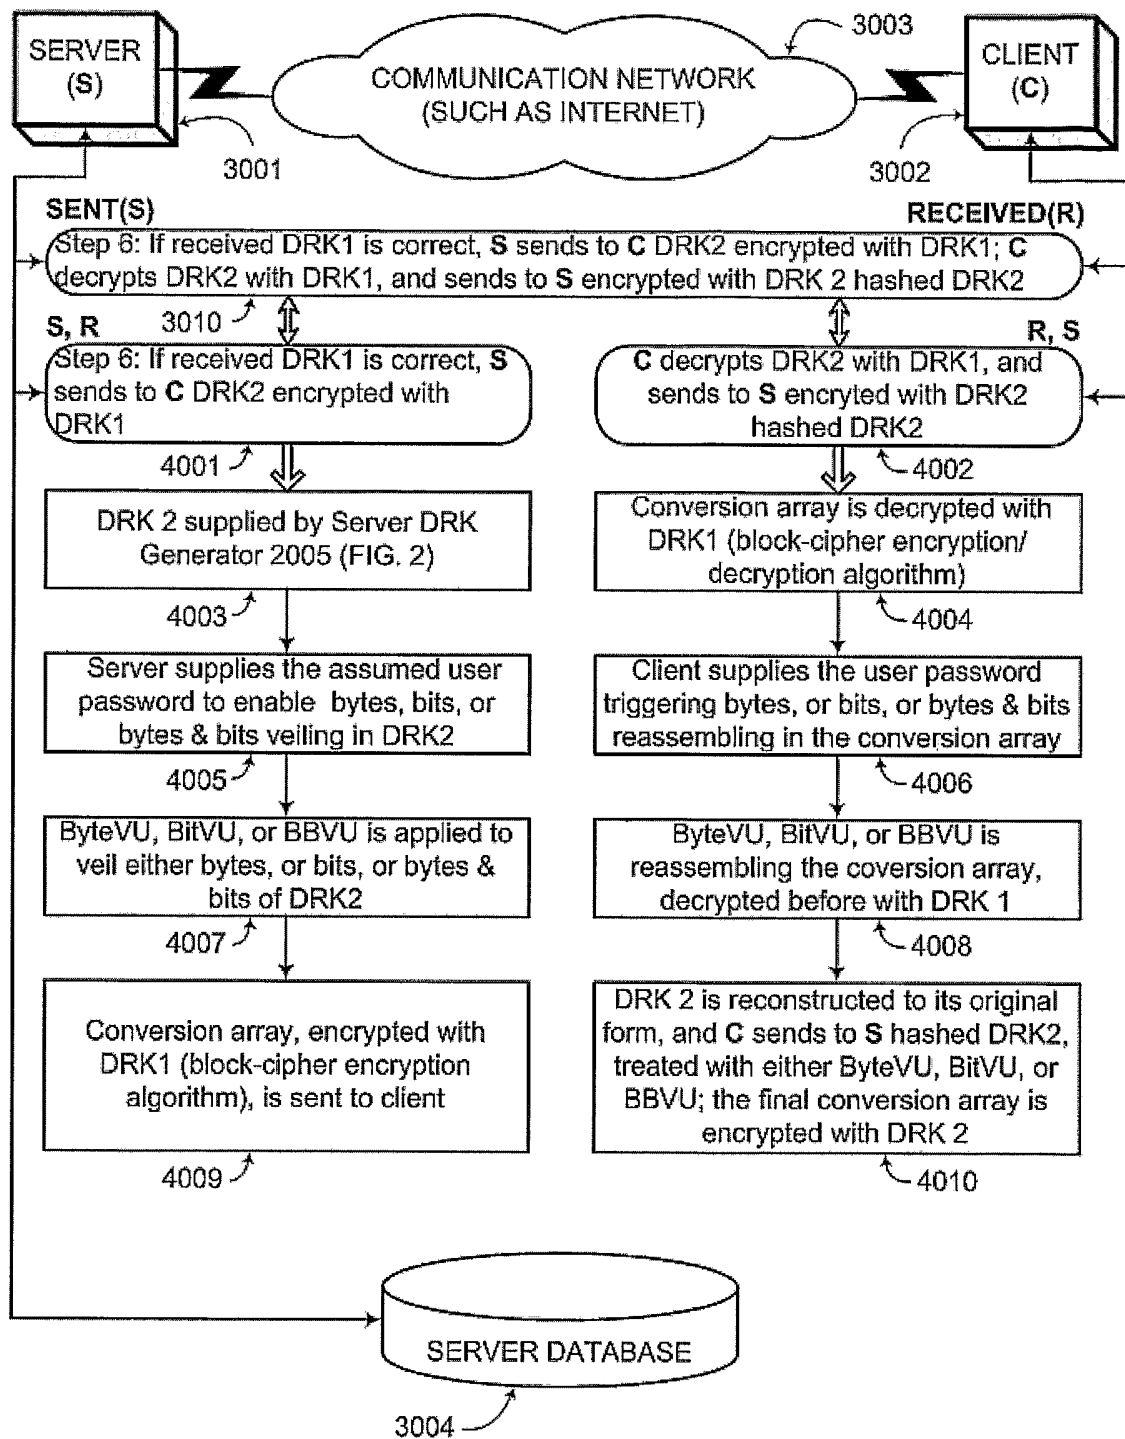 SERVER
(S)
COMMUNICATION NETWORK
(SUCH AS INTERNET)
CLIENT
(C)
3003
3001
3002
SENT(S)
RECEIVED(R)
Step 6: If received DRK1 is correct, S sends to C DRK2 encrypted with DRK1; C
decrypts DRK2 with DRK1, and sends to S encrypted with DRK 2 hashed DRK2
3010
S, R
R, S
Step 6: If received DRK1 is correct, S
sends to C DRK2 encrypted with
DRK1
4001
C decrypts DRK2 with DRK1, and
sends to S encryted with DRK2
hashed DRK2
4002
DRK 2 supplied by Server DRK
Generator 2005 (FIG. 2)
4003
Conversion array is decrypted with
DRK1 (block-cipher encryption/
decryption algorithm)
4004
Server supplies the assumed user
password to enable bytes, bits, or
bytes & bits veiling in DRK2
4005
Client supplies the user password
triggering bytes, or bits, or bytes & bits
reassembling in the conversion array
4006
ByteVU, BitVU, or BBVU is applied to
veil either bytes, or bits, or bytes &
bits of DRK2
4007
ByteVU, BitVU, or BBVU is
reassembling the coversion array,
decrypted before with DRK 1
4008
Conversion array, encrypted with
DRK1 (block-cipher encryption
algorithm), is sent to client
4009
DRK 2 is reconstructed to its original
form, and C sends to S hashed DRK2,
treated with either ByteVU, BitVU, or
BBVU; the final conversion array is
encrypted with DRK 2
4010
SERVER DATABASE
3004